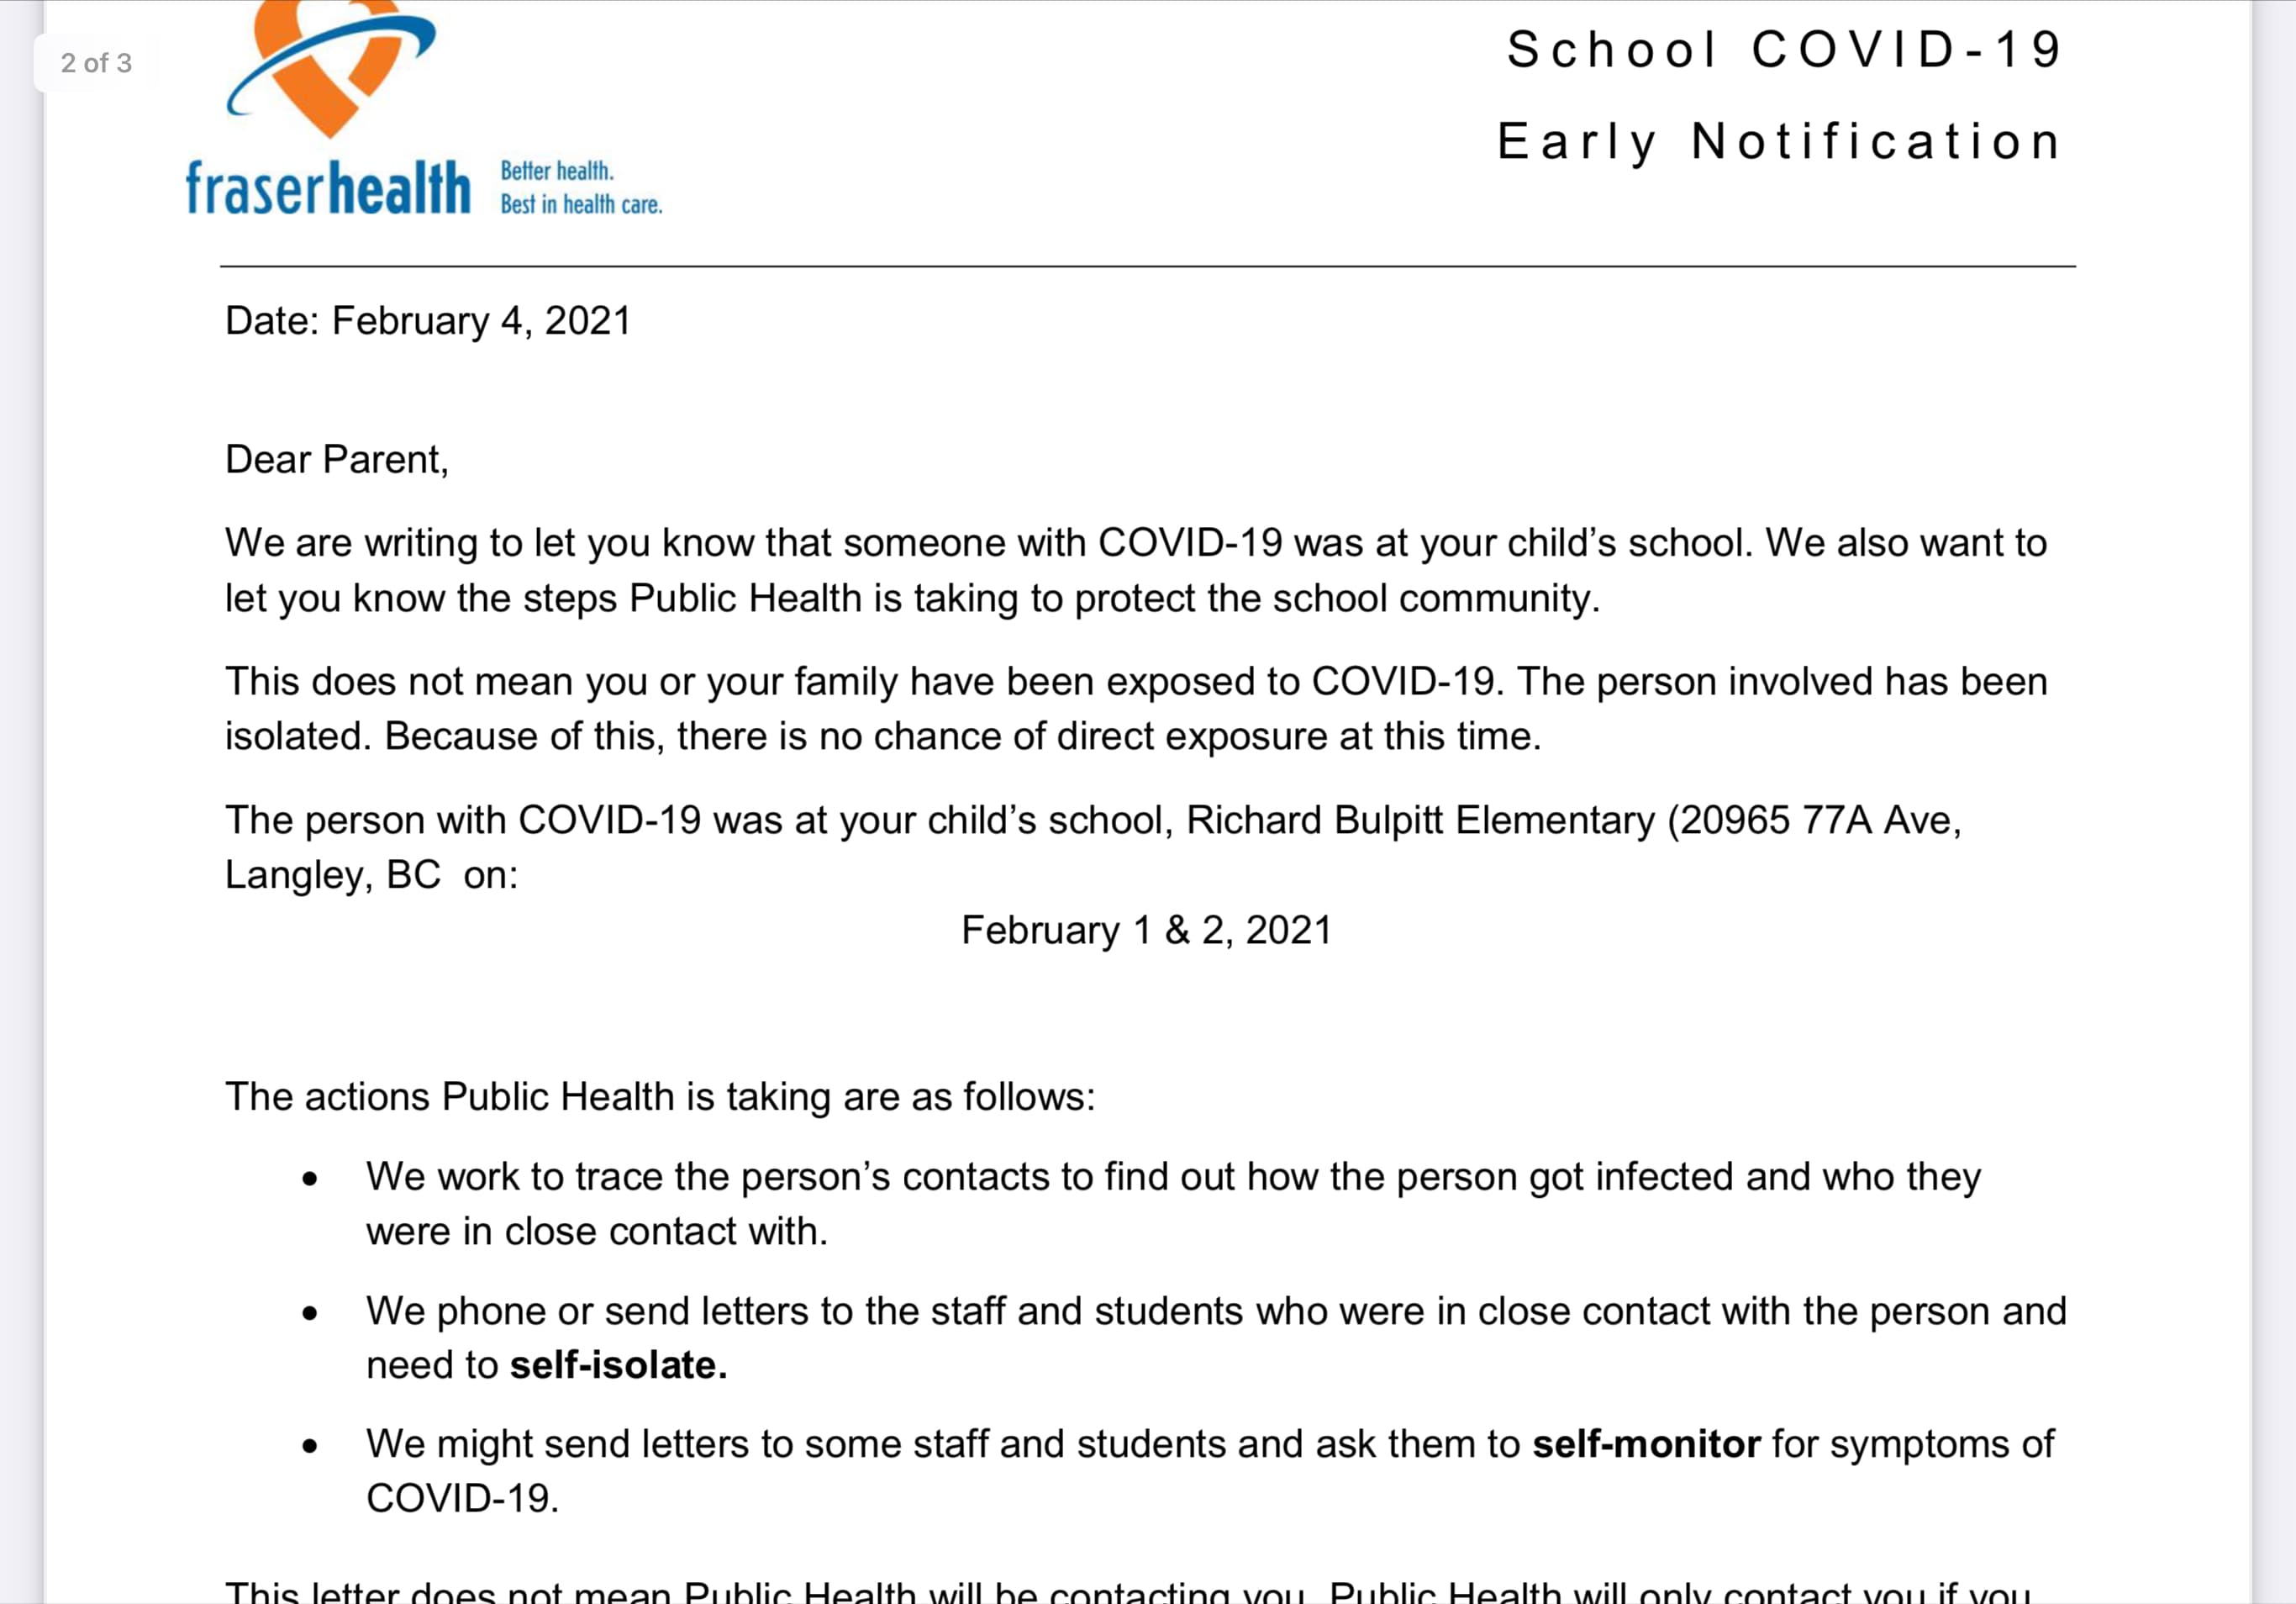 2 of 3
School COVID-19
Early Notification
fraserhealth
Better health.
Best in health care.
Date: February 4, 2021
Dear Parent,
We are writing to let you know that someone with COVID-19 was at your child’s school. We also want to
let you know the steps Public Health is taking to protect the school community.
This does not mean you or your family have been exposed to COVID-19. The person involved has been
isolated. Because of this, there is no chance of direct exposure at this time.
The person with COVID-19 was at your child’s school, Richard Bulpitt Elementary (20965 77A Ave,
Langley, BC  on:
February 1 & 2, 2021
The actions Public Health is taking are as follows:
• We work to trace the person’s contacts to find out how the person got infected and who they
were in close contact with.
• We phone or send letters to the staff and students who were in close contact with the person and
need to self-isolate.
• We might send letters to some staff and students and ask them to self-monitor for symptoms of
COVID-19.
This letter does not mean Public Health will be contacting you. Public Health will only contact you if you